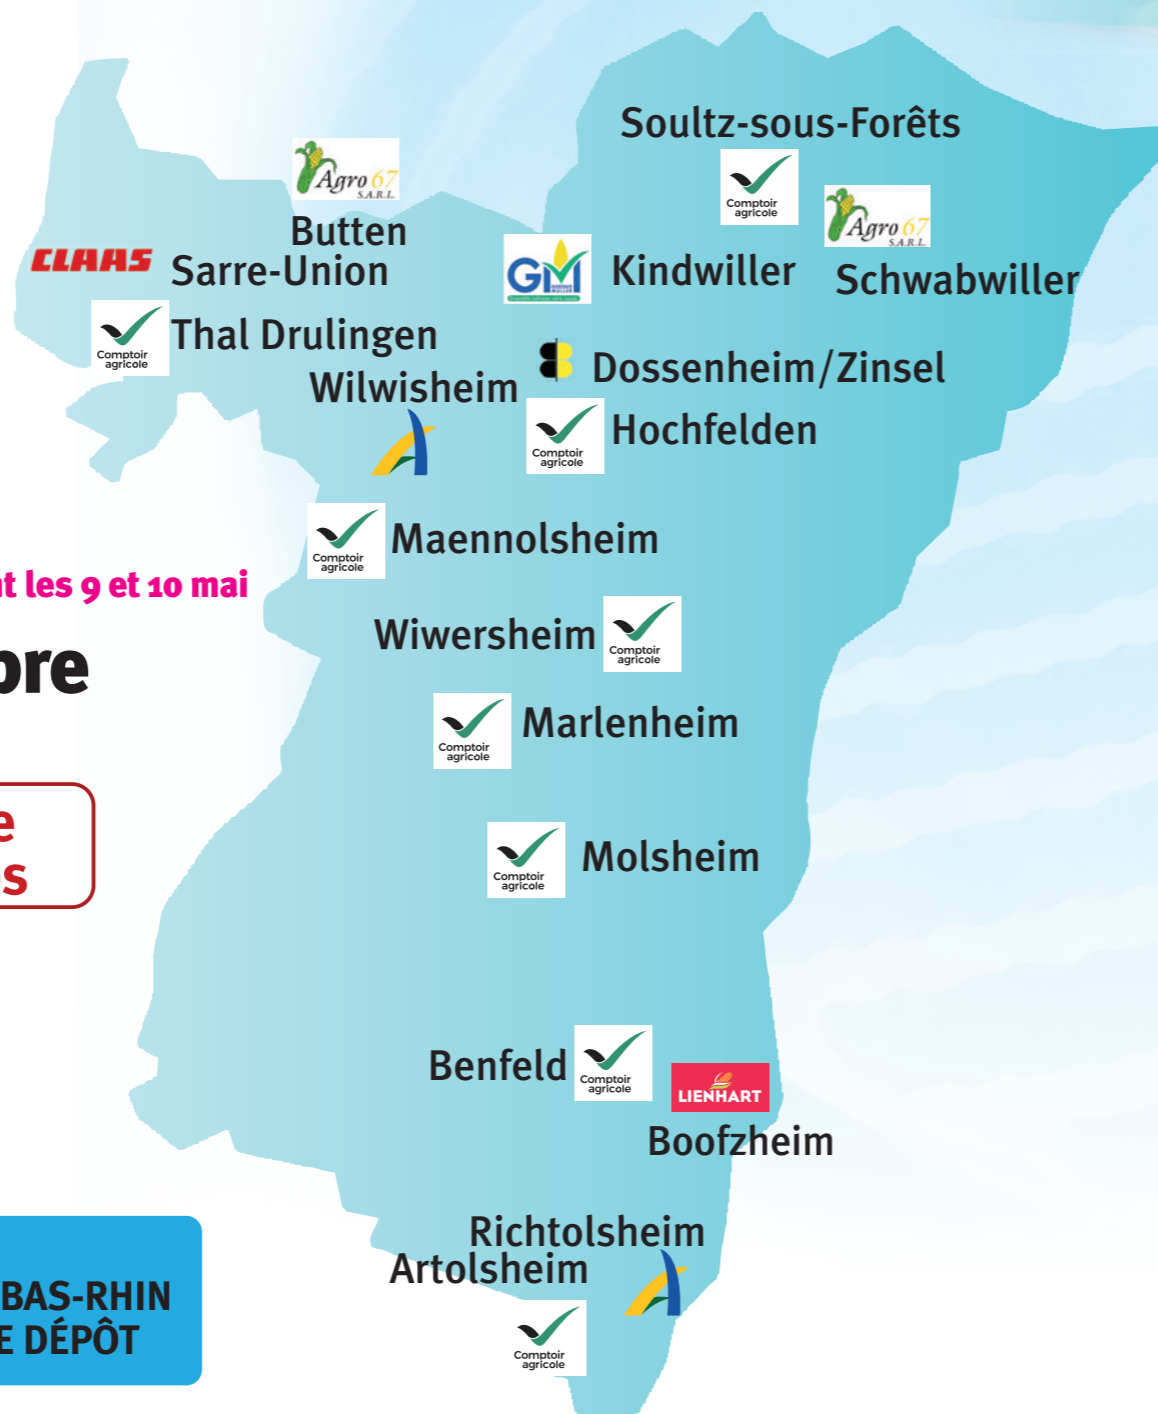 Soultz-sous-Forêts
Comptoir
agricole
Agro 67
S.A.R.L.
Butten
Agro 67
S.A.R.L.
Schwabwiller
CLAAS
Sarre-Union
GM
Kindwiller
Comptoir
agricole
Thal Drulingen
Dossenheim/Zinsel
Wilwisheim
Comptoir
agricole
Hochfelden
Comptoir
agricole
Maennolsheim
t les 9 et 10 mai
Wiwersheim
Comptoir
agricole
bre
Comptoir
agricole
Marlenheim
e
s
Comptoir
agricole
Molsheim
Benfeld
Comptoir
agricole
LIENHART
Boofzheim
Richtolsheim
Artolsheim
Comptoir
agricole
BAS-RHIN
E DÉPÔT